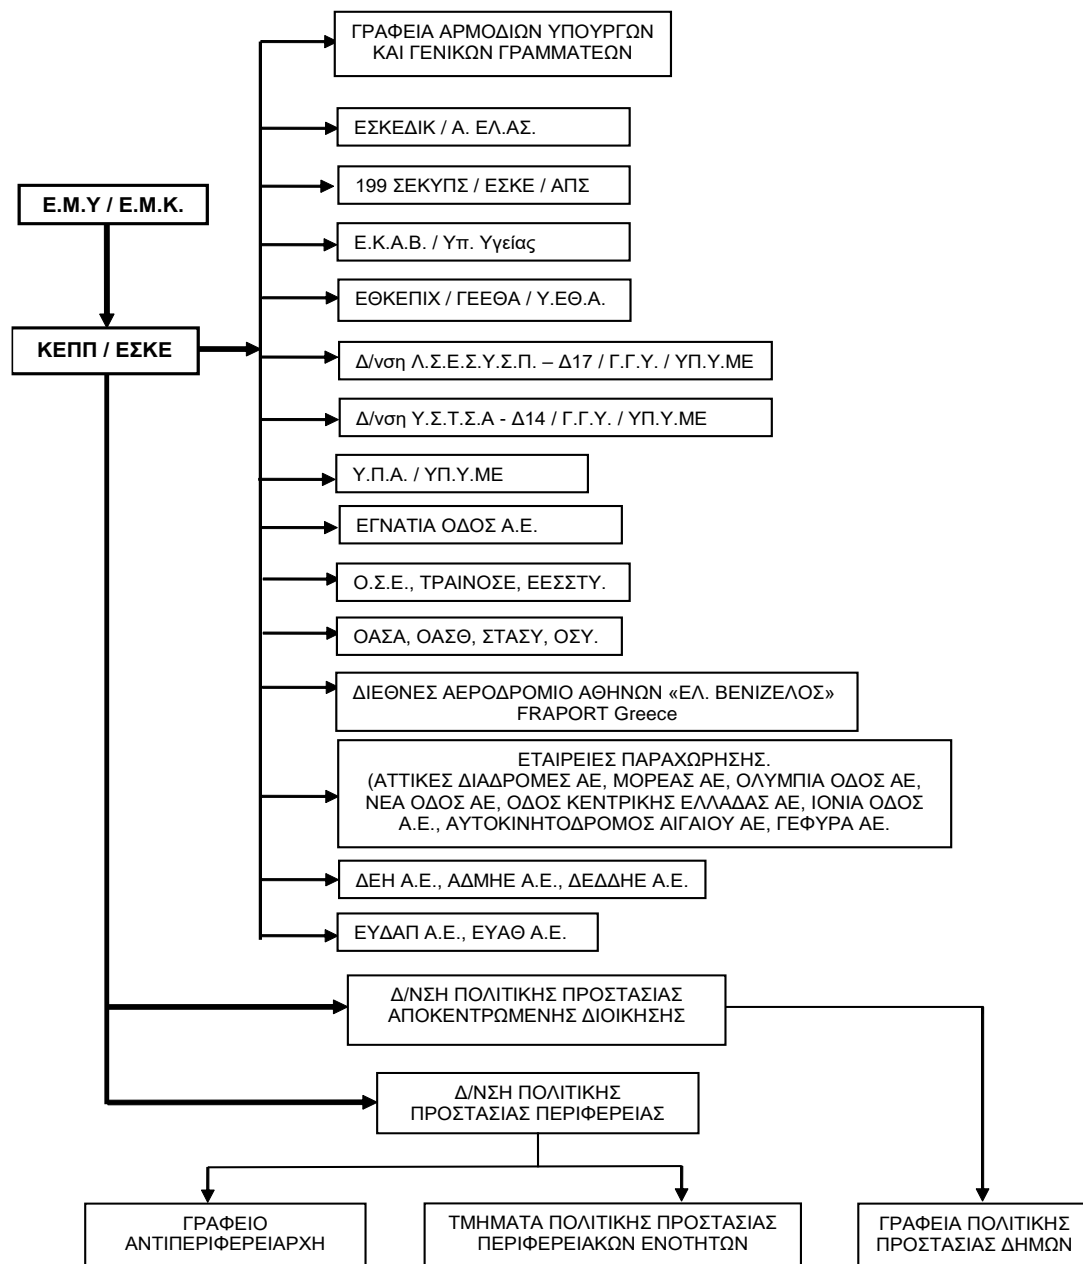 ΓΡΑΦΕΙΑ ΑΡΜΟΔΙΩΝ ΥΠΟΥΡΓΩΝ
ΚΑΙ ΓΕΝΙΚΩΝ ΓΡΑΜΜΑΤΕΩΝ
ΕΣΚΕΔΙΚ / Α. ΕΛ.ΑΣ.
199 ΣΕΚΥΠΣ / ΕΣΚΕ / ΑΠΣ
Ε.Μ.Υ / Ε.Μ.Κ.
Ε.Κ.Α.Β. / Υπ. Υγείας
ΕΘΚΕΠΙΧ / ΓΕΕΘΑ / Υ.ΕΘ.Α.
ΚΕΠΠ / ΕΣΚΕ
Δ/νση Λ.Σ.Ε.Σ.Υ.Σ.Π. – Δ17 / Γ.Γ.Υ. / ΥΠ.Υ.ΜΕ
Δ/νση Υ.Σ.Τ.Σ.Α - Δ14 / Γ.Γ.Υ. / ΥΠ.Υ.ΜΕ
Υ.Π.Α. / ΥΠ.Υ.ΜΕ
ΕΓΝΑΤΙΑ ΟΔΟΣ Α.Ε.
Ο.Σ.Ε., ΤΡΑΙΝΟΣΕ, ΕΕΣΣΤΥ.
ΟΑΣΑ, ΟΑΣΘ, ΣΤΑΣΥ, ΟΣΥ.
ΔΙΕΘΝΕΣ ΑΕΡΟΔΡΟΜΙΟ ΑΘΗΝΩΝ «ΕΛ. ΒΕΝΙΖΕΛΟΣ»
FRAPORT Greece
ΕΤΑΙΡΕΙΕΣ ΠΑΡΑΧΩΡΗΣΗΣ.
(ΑΤΤΙΚΕΣ ΔΙΑΔΡΟΜΕΣ ΑΕ, ΜΟΡΕΑΣ ΑΕ, ΟΛΥΜΠΙΑ ΟΔΟΣ ΑΕ,
ΝΕΑ ΟΔΟΣ ΑΕ, ΟΔΟΣ ΚΕΝΤΡΙΚΗΣ ΕΛΛΑΔΑΣ ΑΕ, ΙΟΝΙΑ ΟΔΟΣ
Α.Ε., ΑΥΤΟΚΙΝΗΤΟΔΡΟΜΟΣ ΑΙΓΑΙΟΥ ΑΕ, ΓΕΦΥΡΑ ΑΕ.
ΔΕΗ Α.Ε., ΑΔΜΗΕ Α.Ε., ΔΕΔΔΗΕ Α.Ε.
ΕΥΔΑΠ Α.Ε., ΕΥΑΘ Α.Ε.
Δ/ΝΣΗ ΠΟΛΙΤΙΚΗΣ ΠΡΟΣΤΑΣΙΑΣ
ΑΠΟΚΕΝΤΡΩΜΕΝΗΣ ΔΙΟΙΚΗΣΗΣ
Δ/ΝΣΗ ΠΟΛΙΤΙΚΗΣ
ΠΡΟΣΤΑΣΙΑΣ ΠΕΡΙΦΕΡΕΙΑΣ
ΓΡΑΦΕΙΟ
ΑΝΤΙΠΕΡΙΦΕΡΕΙΑΡΧΗ
ΤΜΗΜΑΤΑ ΠΟΛΙΤΙΚΗΣ ΠΡΟΣΤΑΣΙΑΣ
ΠΕΡΙΦΕΡΕΙΑΚΩΝ ΕΝΟΤΗΤΩΝ
ΓΡΑΦΕΙΑ ΠΟΛΙΤΙΚΗΣ
ΠΡΟΣΤΑΣΙΑΣ ΔΗΜΩΝ